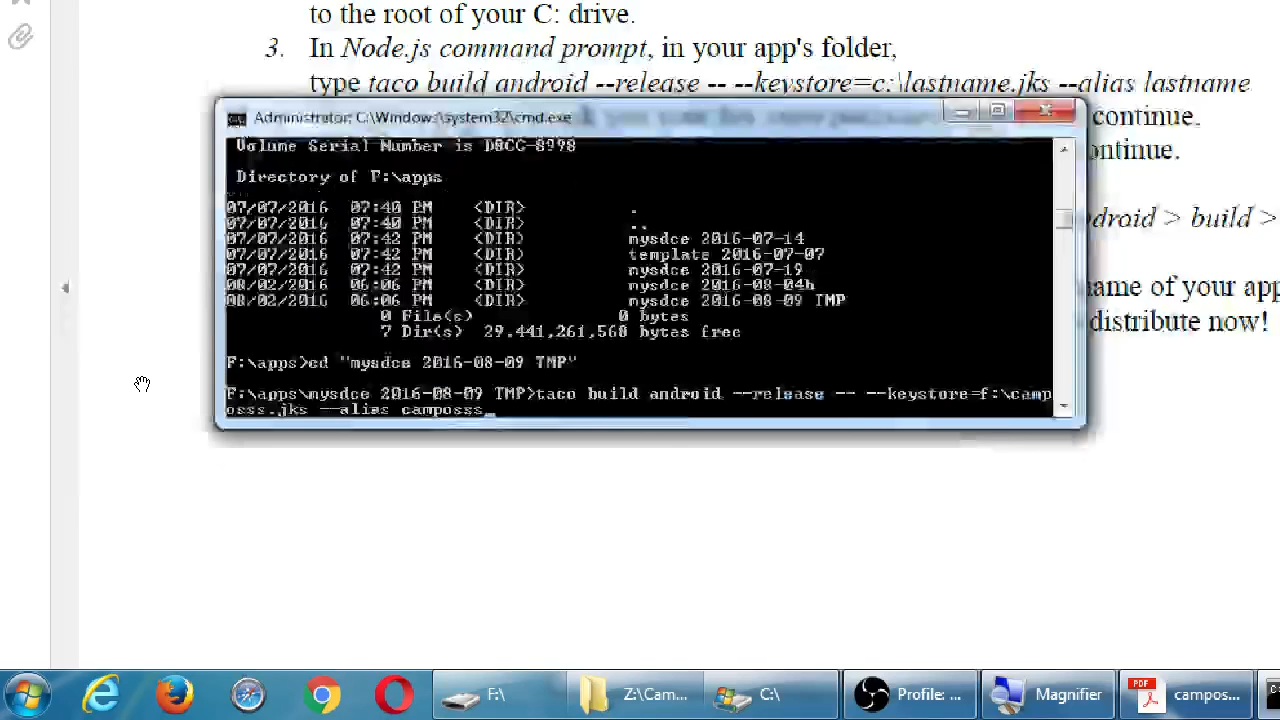 to the root of your C: drive.
3. In Node.js command prompt, in your app's folder,
type taco build android --release -- --keystore=c:\lastname.jks --alias lastname
continue.
ontinue.
ndroid > build >
name of your app
distribute now!
Administrator: C:\Windows\system32\cmd.exe
Volume Serial Number is D8CC-8998
Directory of F:\apps
07/07/2016 07:40 PM <DIR> .
07/07/2016 07:40 PM <DIR> ..
07/07/2016 07:42 PM <DIR> mysdce 2016-07-14
07/07/2016 07:42 PM <DIR> template 2016-07-07
07/07/2016 07:42 PM <DIR> mysdce 2016-07-19
08/02/2016 06:06 PM <DIR> mysdce 2016-08-04b
08/02/2016 06:06 PM <DIR> mysdce 2016-08-09 TMP
0 File(s) 0 bytes
7 Dir(s) 29,441,261,568 bytes free
F:\apps>cd "mysdce 2016-08-09 TMP"
F:\apps\mysdce 2016-08-09 TMP>taco build android --release -- --keystore=f:\camp
osss.jks --alias camposss_
F:\
Z:\Cam...
C:\
Profile: ...
Magnifier
PDF
campos...